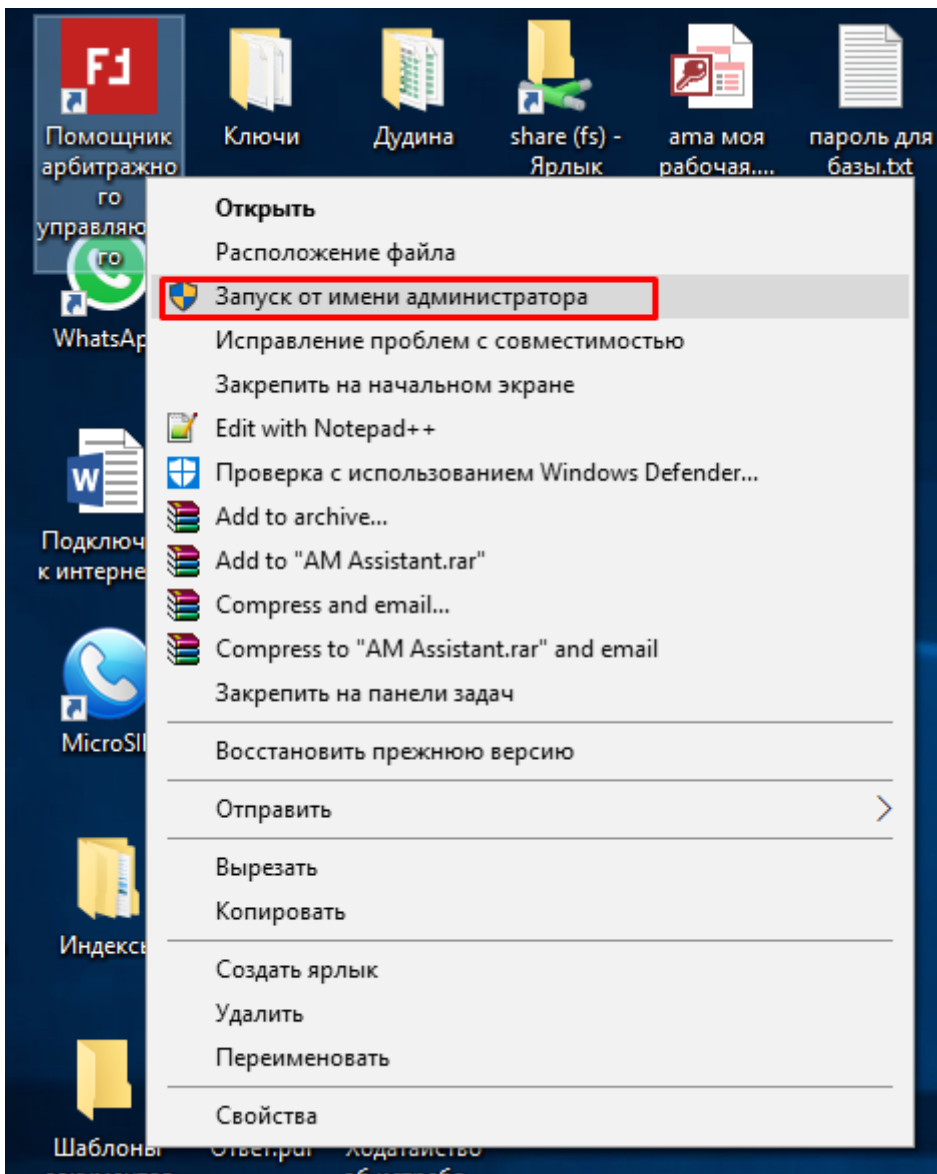 Помощник
арбитражно
го
управляю
го
Ключи
Дудина
share (fs) -
Ярлык
ama моя
рабочая....
пароль для
базы.txt
WhatsAp
Подключ
к интерне
MicroSI
Индексы
Шаблоны
Ответ.pdf
Ходатайство
Открыть
Расположение файла
Запуск от имени администратора
Исправление проблем с совместимостью
Закрепить на начальном экране
Edit with Notepad++
Проверка с использованием Windows Defender...
Add to archive...
Add to "AM Assistant.rar"
Compress and email...
Compress to "AM Assistant.rar" and email
Закрепить на панели задач
Восстановить прежнюю версию
Отправить
Вырезать
Копировать
Создать ярлык
Удалить
Переименовать
Свойства